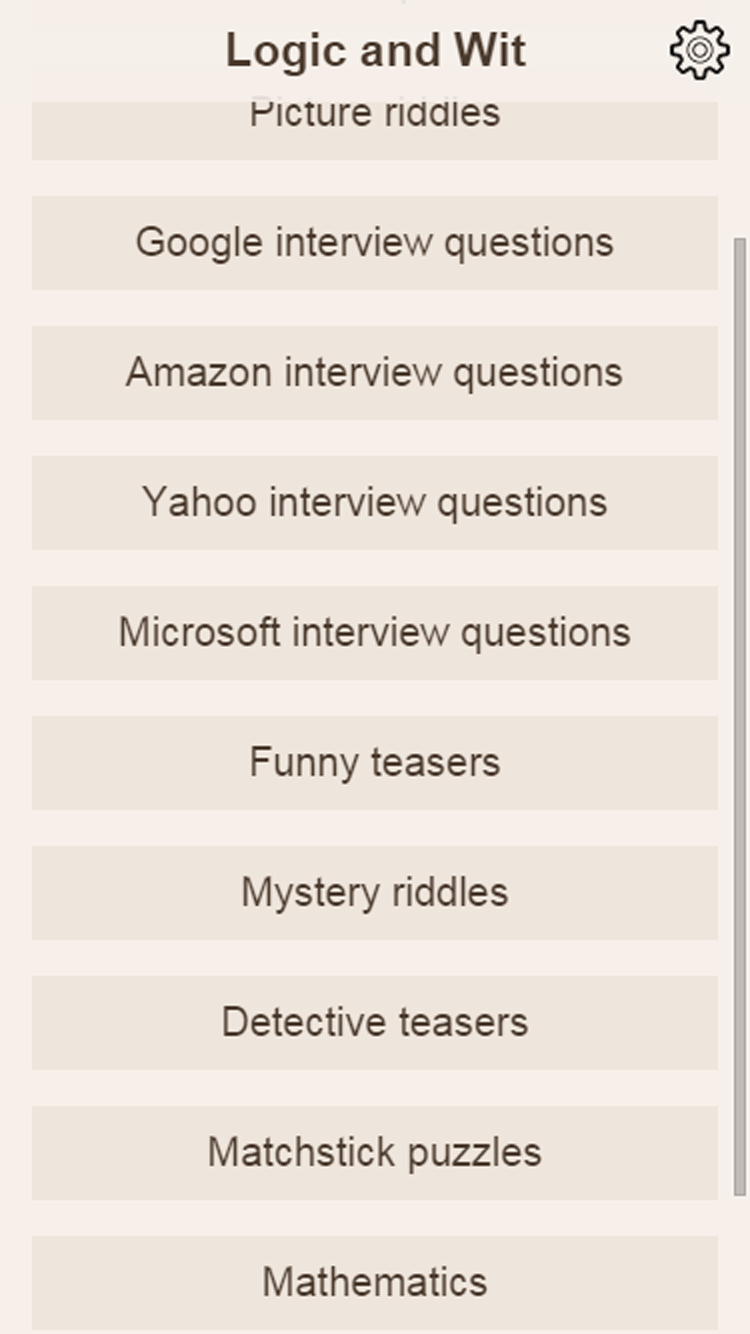 Logic and Wit
Picture riddles
Google interview questions
Amazon interview questions
Yahoo interview questions
Microsoft interview questions
Funny teasers
Mystery riddles
Detective teasers
Matchstick puzzles
Mathematics